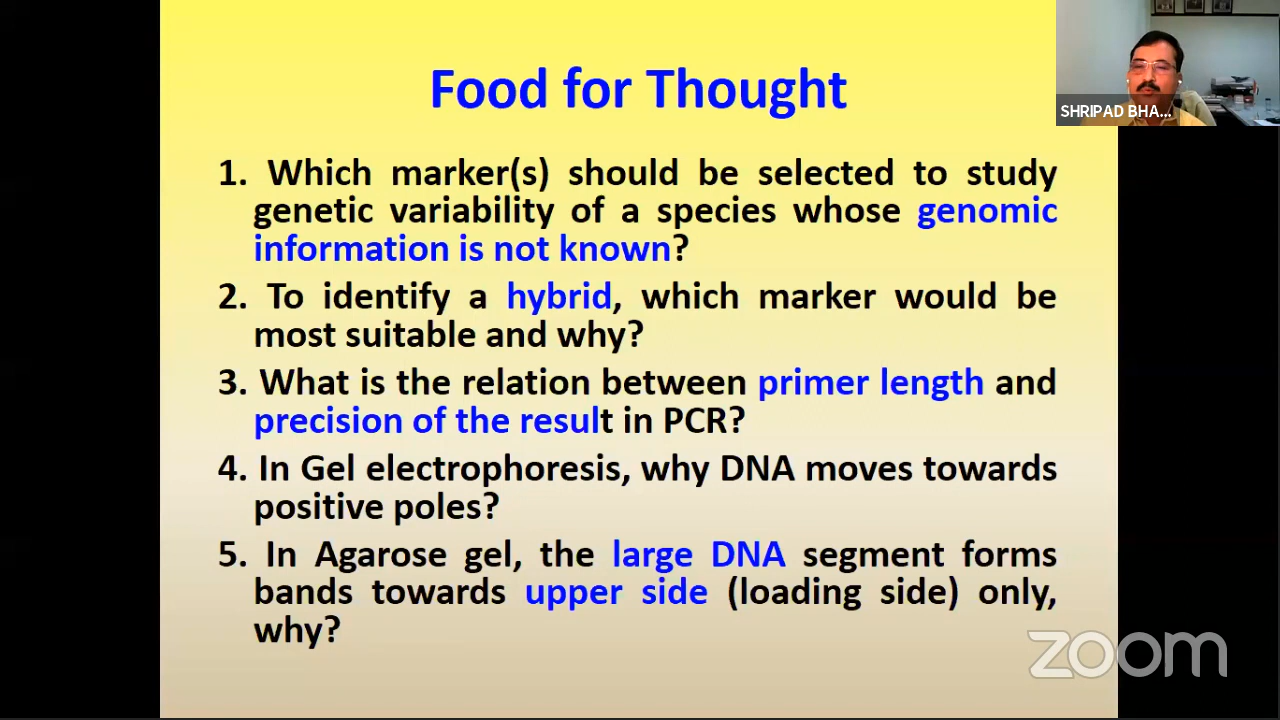 Food for Thought
SHRIPAD BHA...
1. Which marker(s) should be selected to study
genetic variability of a species whose genomic
information is not known?
2. To identify a hybrid, which marker would be
most suitable and why?
3. What is the relation between primer length and
precision of the result in PCR?
4. In Gel electrophoresis, why DNA moves towards
positive poles?
5. In Agarose gel, the large DNA segment forms
bands towards upper side (loading side) only,
why?
zoom